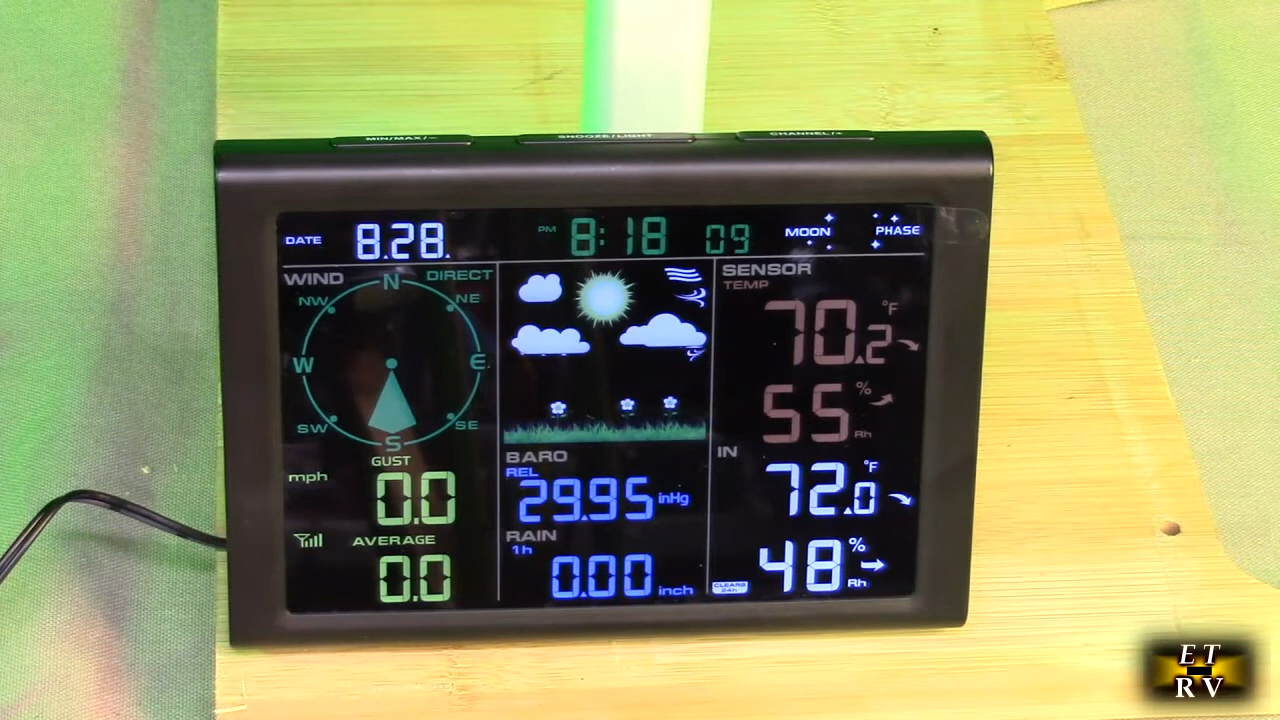 MIN/MAX/- SNOOZE/LIGHT CHANNEL/+
DATE 8.28. PM 8:18 09 MOON PHASE
WIND DIRECT
N
NW NE
W E
SW SE
S
GUST
mph 0.0
AVERAGE
0.0
BARO
REL
29.95 inHg
RAIN
1h
0.00 inch
SENSOR
TEMP
70.2 °F
55 % Rh
IN
72.0 °F
48 % Rh
CLEARS
24h
ET
RV